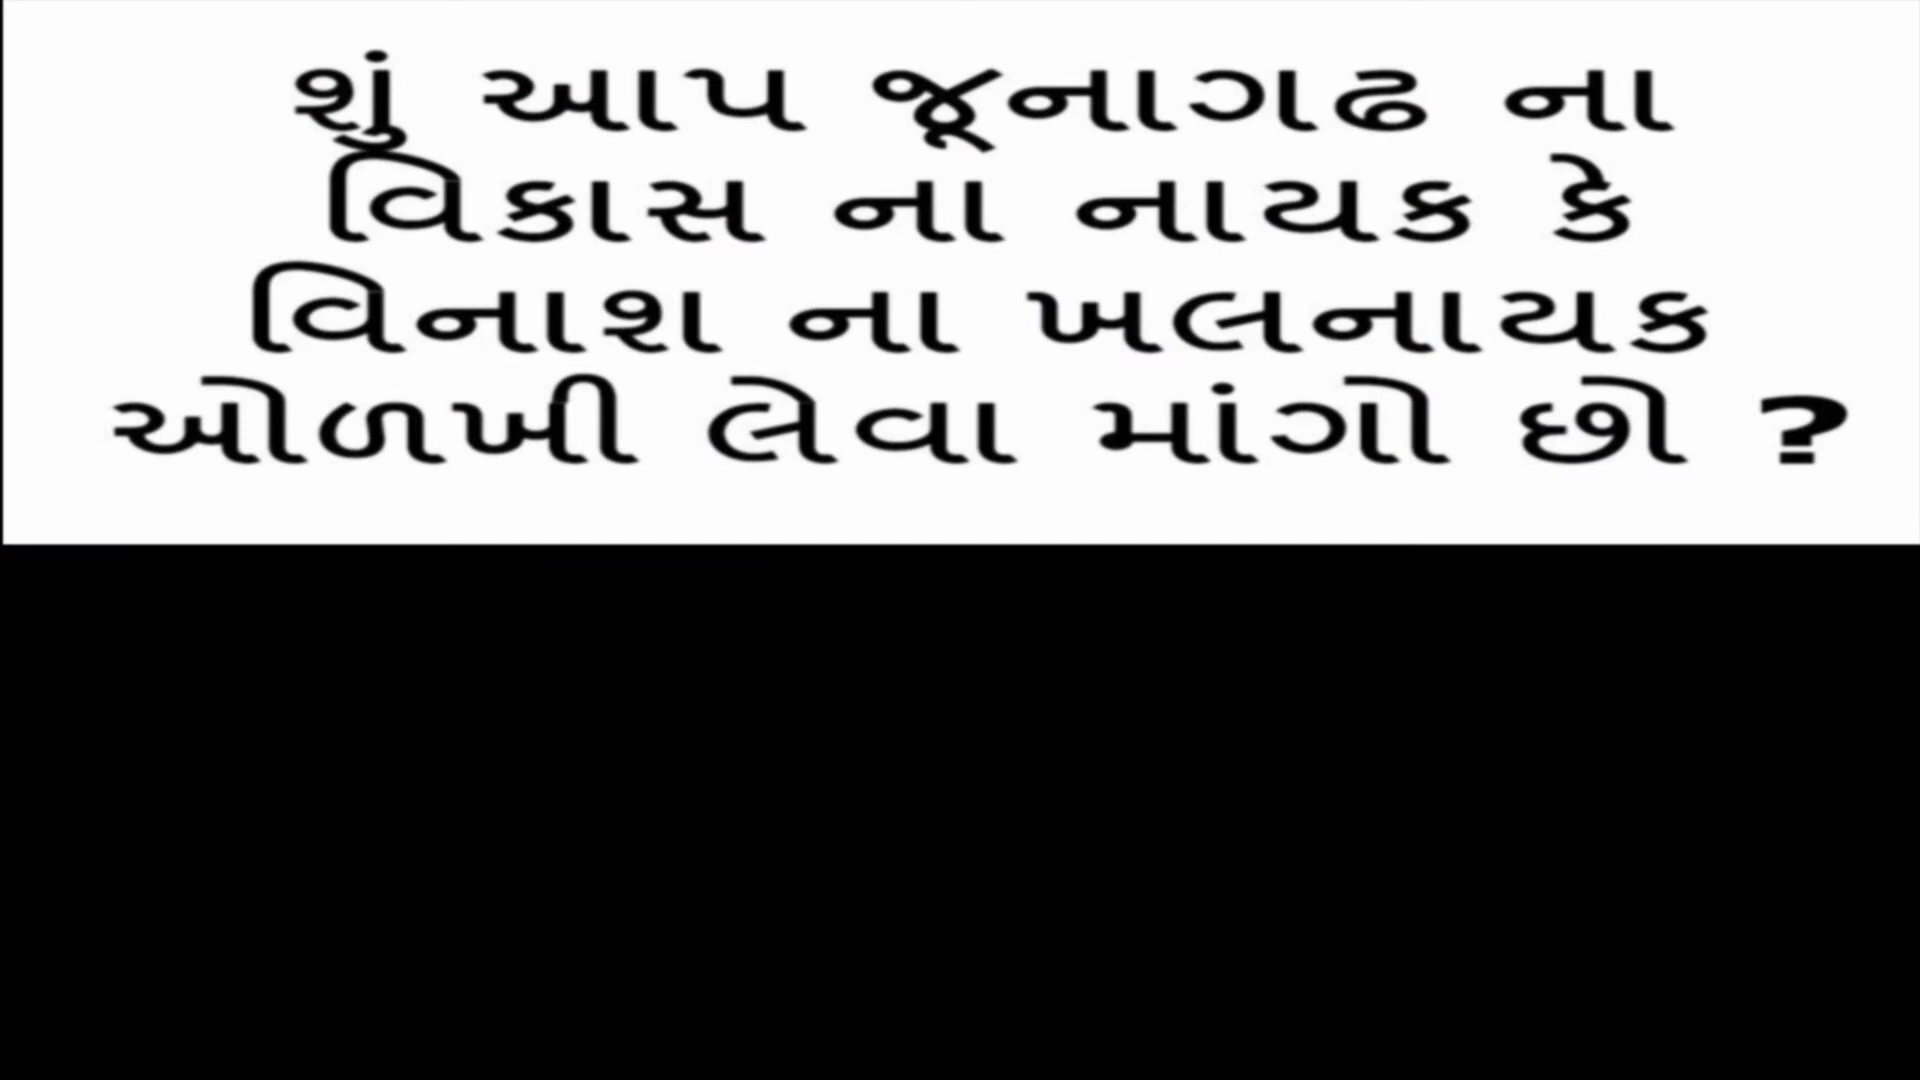 શું આપ જૂનાગઢ ના
વિકાસ ના નાયક કે
વિનાશ ના ખલનાયક
ઓળખી લેવા માંગો છો ?